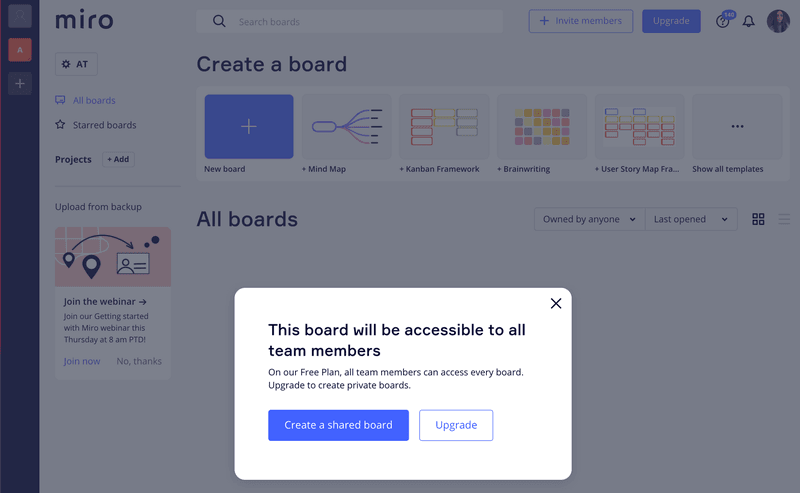 miro
Search boards
Invite members
Upgrade
A
AT
All boards
Starred boards
Projects
+ Add
Upload from backup
Join the webinar →
Join our Getting started
with Miro webinar this
Thursday at 8 am PTD!
Join now
No, thanks
Create a board
New board
+ Mind Map
+ Kanban Framework
+ Brainwriting
+ User Story Map Fra...
Show all templates
All boards
Owned by anyone
Last opened
This board will be accessible to all
team members
On our Free Plan, all team members can access every board.
Upgrade to create private boards.
Create a shared board
Upgrade